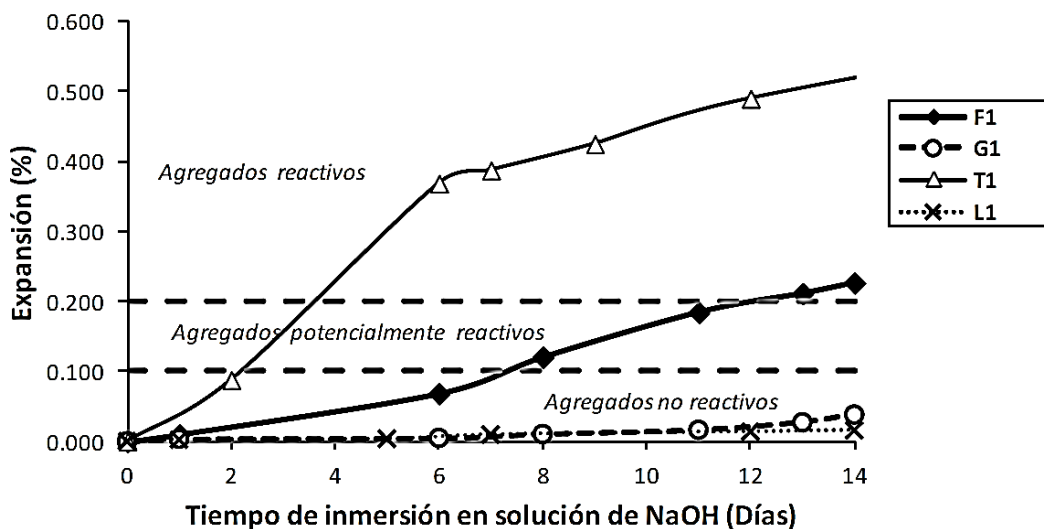 0.600
0.500
0.400
0.300
0.200
0.100
0.000
Expansión (%)
Agregados reactivos
Agregados potencialmente reactivos
Agregados no reactivos
0 2 4 6 8 10 12 14
Tiempo de inmersión en solución de NaOH (Días)
F1
G1
T1
L1